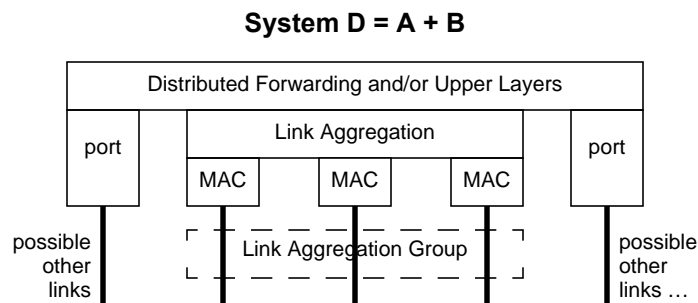 System D = A + B
Distributed Forwarding and/or Upper Layers
port
Link Aggregation
port
MAC
MAC
MAC
possible
other
links
Link Aggregation Group
possible
other
links …